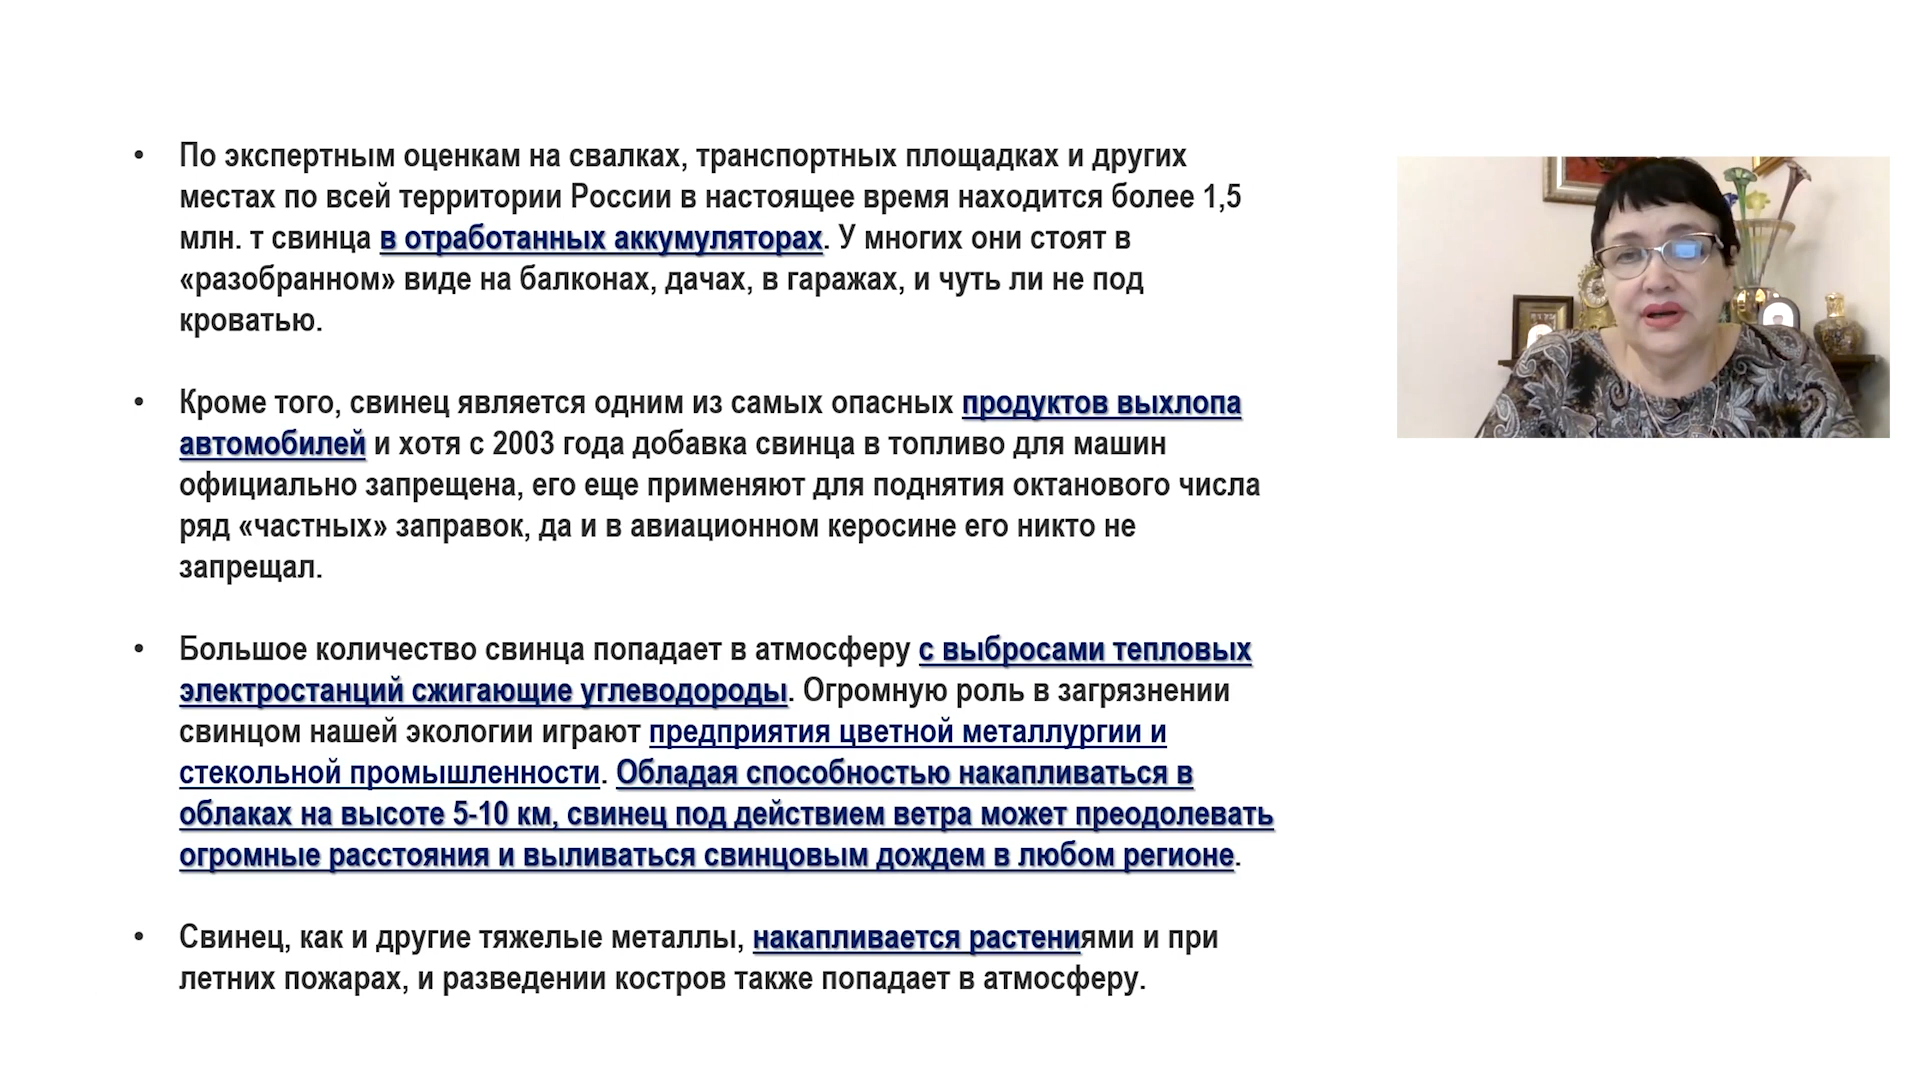 • По экспертным оценкам на свалках, транспортных площадках и других
местах по всей территории России в настоящее время находится более 1,5
млн. т свинца в отработанных аккумуляторах. У многих они стоят в
«разобранном» виде на балконах, дачах, в гаражах, и чуть ли не под
кроватью.
• Кроме того, свинец является одним из самых опасных продуктов выхлопа
автомобилей и хотя с 2003 года добавка свинца в топливо для машин
официально запрещена, его еще применяют для поднятия октанового числа
ряд «частных» заправок, да и в авиационном керосине его никто не
запрещал.
• Большое количество свинца попадает в атмосферу с выбросами тепловых
электростанций сжигающие углеводороды. Огромную роль в загрязнении
свинцом нашей экологии играют предприятия цветной металлургии и
стекольной промышленности. Обладая способностью накапливаться в
облаках на высоте 5-10 км, свинец под действием ветра может преодолевать
огромные расстояния и выливаться свинцовым дождем в любом регионе.
• Свинец, как и другие тяжелые металлы, накапливается растениями и при
летних пожарах, и разведении костров также попадает в атмосферу.